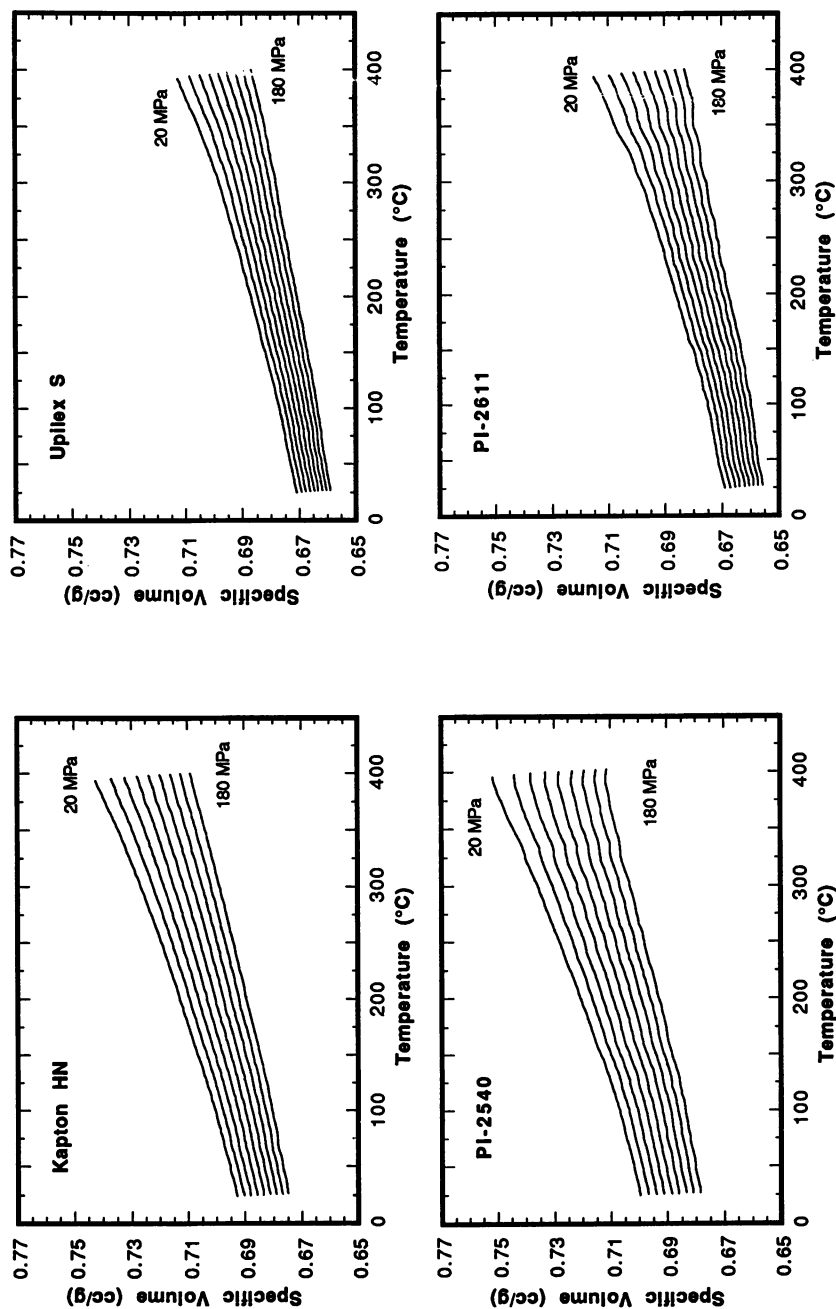 Kapton HN
20 MPa
180 MPa
0.77
0.75
0.73
0.71
0.69
0.67
0.65
Specific Volume (cc/g)
0
100
200
300
400
Temperature (°C)
Upilex S
20 MPa
180 MPa
0.77
0.75
0.73
0.71
0.69
0.67
0.65
Specific Volume (cc/g)
0
100
200
300
400
Temperature (°C)
PI-2540
20 MPa
180 MPa
0.77
0.75
0.73
0.71
0.69
0.67
0.65
Specific Volume (cc/g)
0
100
200
300
400
Temperature (°C)
PI-2611
20 MPa
180 MPa
0.77
0.75
0.73
0.71
0.69
0.67
0.65
Specific Volume (cc/g)
0
100
200
300
400
Temperature (°C)